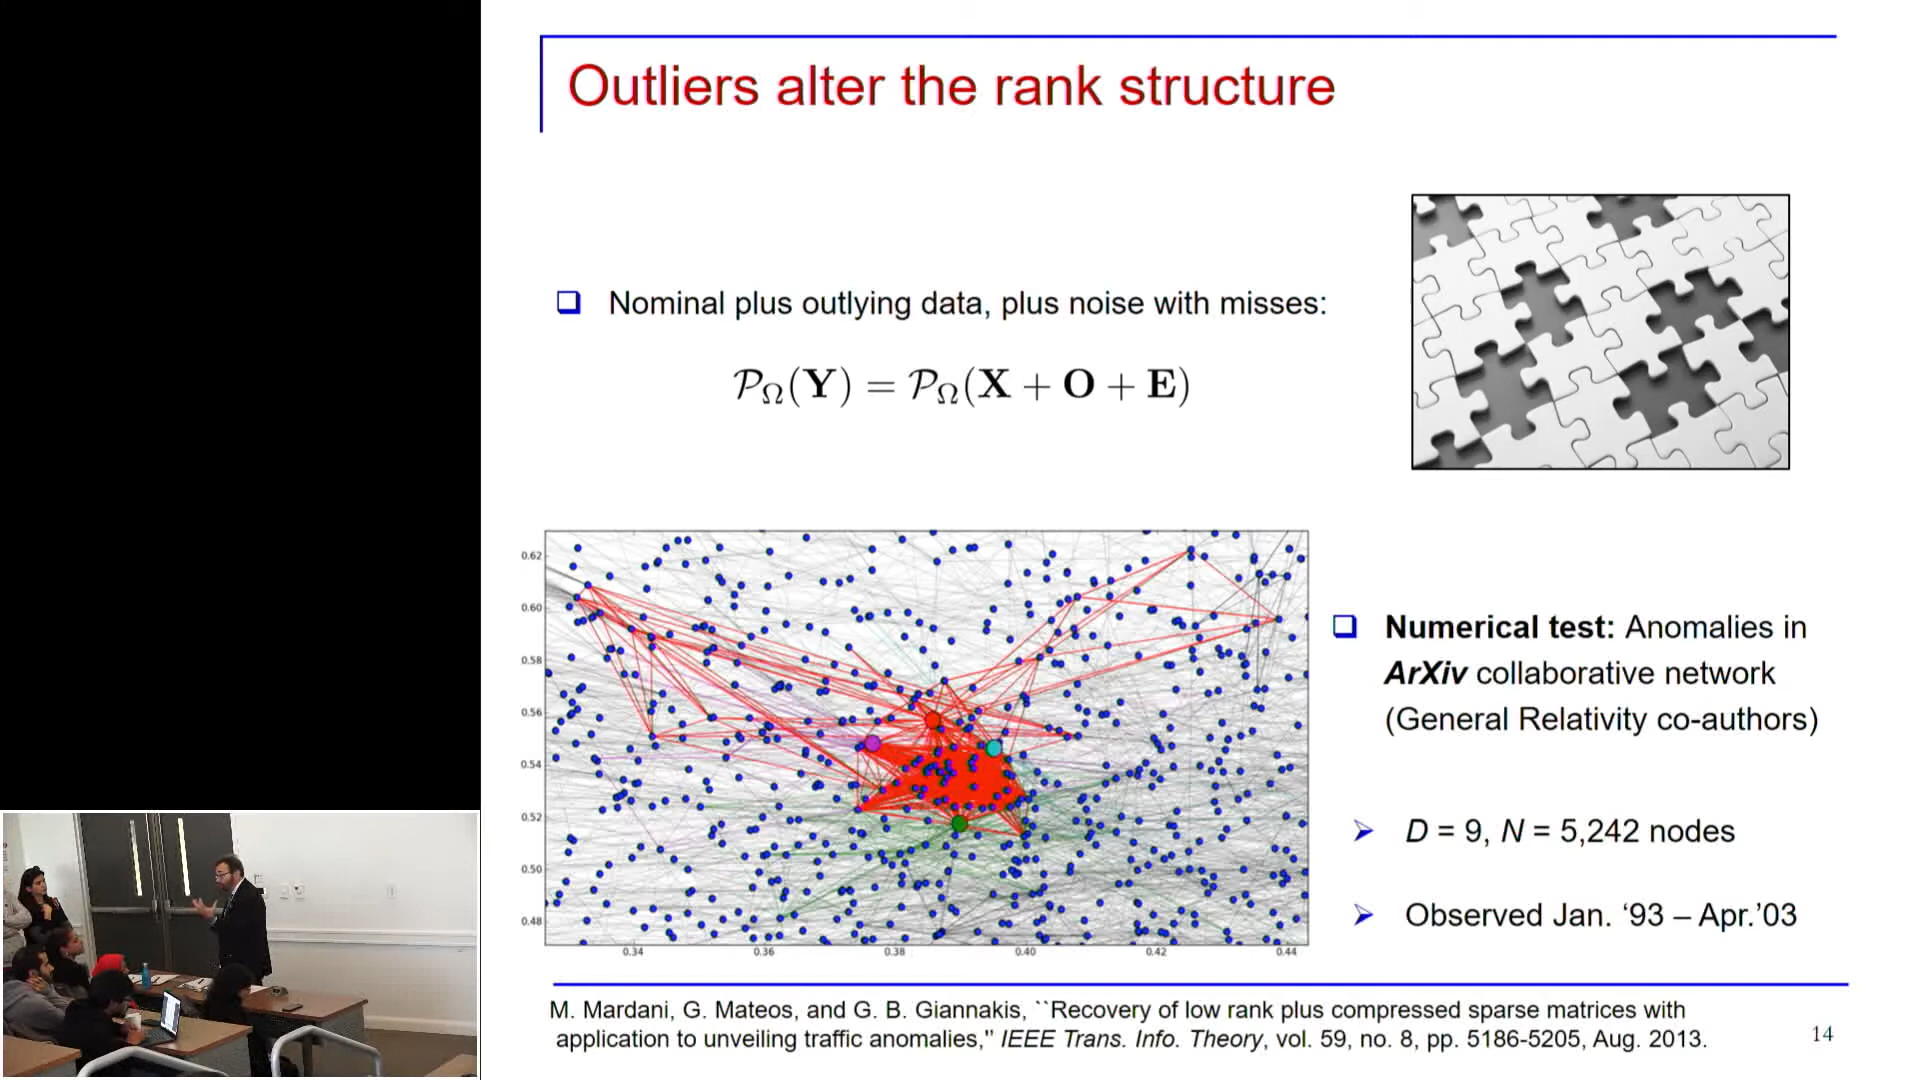 Outliers alter the rank structure
❑ Nominal plus outlying data, plus noise with misses:
𝒫_Ω(Y) = 𝒫_Ω(X + O + E)
0.62
0.60
0.58
0.56
0.54
0.52
0.50
0.48
0.34 0.36 0.38 0.40 0.42 0.44
❑ Numerical test: Anomalies in
ArXiv collaborative network
(General Relativity co-authors)
➢ D = 9, N = 5,242 nodes
➢ Observed Jan. ‘93 – Apr.’03
M. Mardani, G. Mateos, and G. B. Giannakis, ``Recovery of low rank plus compressed sparse matrices with
application to unveiling traffic anomalies,'' IEEE Trans. Info. Theory, vol. 59, no. 8, pp. 5186-5205, Aug. 2013.
14